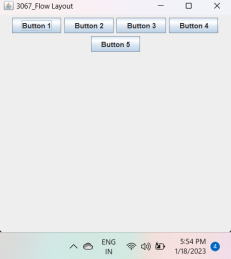 3067_Flow Layout
Button 1 Button 2 Button 3 Button 4
Button 5
ENG
IN
5:54 PM
1/18/2023
4